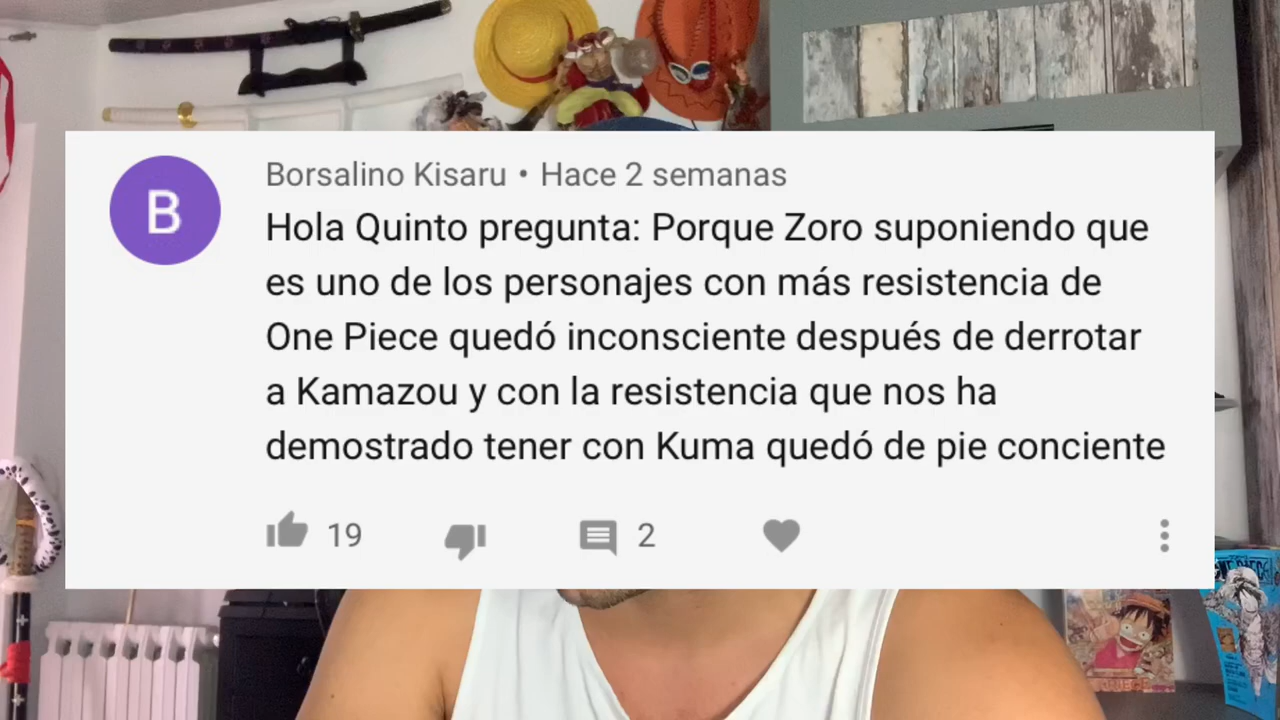 B
Borsalino Kisaru • Hace 2 semanas
Hola Quinto pregunta: Porque Zoro suponiendo que
es uno de los personajes con más resistencia de
One Piece quedó inconsciente después de derrotar
a Kamazou y con la resistencia que nos ha
demostrado tener con Kuma quedó de pie conciente
19
2